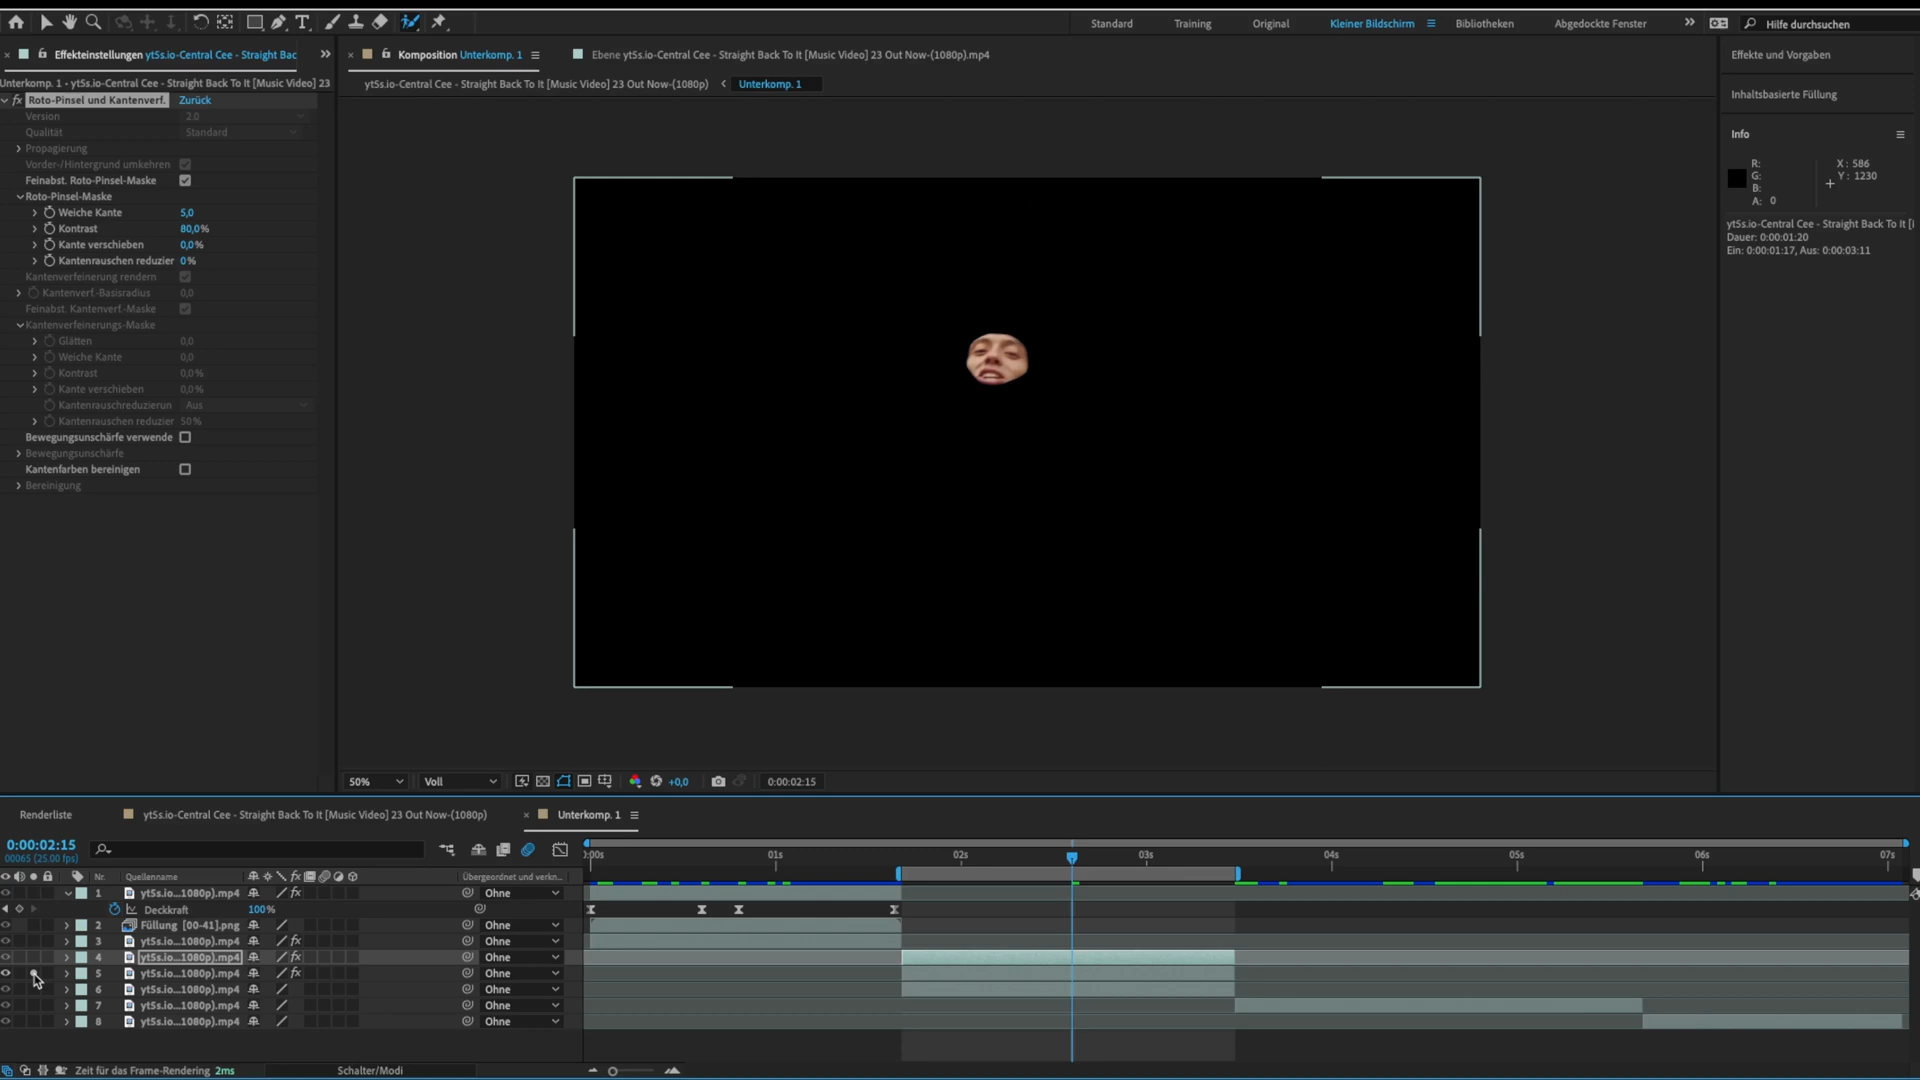 Standard Training Original Kleiner Bildschirm Bibliotheken Abgedockte Fenster Hilfe durchsuchen
Effekteinstellungen yt5s.io-Central Cee - Straight Bac
Komposition Unterkomp. 1
Ebene yt5s.io-Central Cee - Straight Back To It [Music Video] 23 Out Now-(1080p).mp4
Effekte und Vorgaben
Unterkomp. 1 • yt5s.io-Central Cee - Straight Back To It [Music Video] 23
yt5s.io-Central Cee - Straight Back To It [Music Video] 23 Out Now-(1080p) Unterkomp. 1
Inhaltsbasierte Füllung
fx Roto-Pinsel und Kantenverf. Zurück
Version 2.0
Qualität Standard
Propagierung
Vorder-/Hintergrund umkehren
Feinabst. Roto-Pinsel-Maske
Roto-Pinsel-Maske
Weiche Kante 5,0
Kontrast 80,0%
Kante verschieben 0,0%
Kantenrauschen reduzier 0%
Kantenverfeinerung rendern
Kantenverf.-Basisradius 0,0
Feinabst. Kantenverf.-Maske
Kantenverfeinerungs-Maske
Glätten 0,0
Weiche Kante 0,0
Kontrast 0,0%
Kante verschieben 0,0%
Kantenrauschreduzierun Aus
Kantenrauschen reduzier 50%
Bewegungsunschärfe verwende
Bewegungsunschärfe
Kantenfarben bereinigen
Bereinigung
Info
R: X: 586
G: Y: 1230
B:
A: 0
yt5s.io-Central Cee - Straight Back To It [
Dauer: 0:00:01:20
Ein: 0:00:01:17, Aus: 0:00:03:11
50% Voll +0,0 0:00:02:15
Renderliste yt5s.io-Central Cee - Straight Back To It [Music Video] 23 Out Now-(1080p) Unterkomp. 1
0:00:02:15
00065 (25.00 fps)
:00s 01s 02s 03s 04s 05s 06s 07s
Nr. Quellenname fx Übergeordnet und verkn...
1 yt5s.io...1080p).mp4 fx Ohne
Deckkraft 100%
2 Füllung [00-41].png Ohne
3 yt5s.io...1080p).mp4 fx Ohne
4 yt5s.io...1080p).mp4 fx Ohne
5 yt5s.io...1080p).mp4 fx Ohne
6 yt5s.io...1080p).mp4 Ohne
7 yt5s.io...1080p).mp4 Ohne
8 yt5s.io...1080p).mp4 Ohne
Zeit für das Frame-Rendering 2ms Schalter/Modi